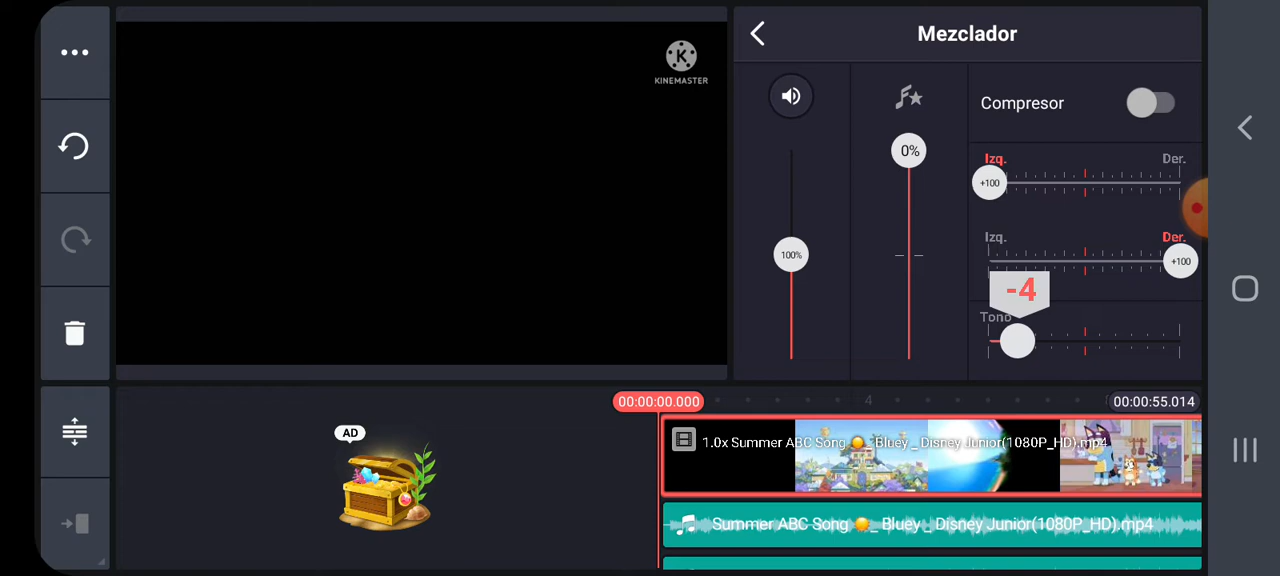 KINEMASTER
Mezclador
Compresor
0%
100%
Izq. Der.
+100
Izq. Der.
+100
-4
Tono
AD
00:00:00.000
4
00:00:55.014
1.0x Summer ABC Song 🌞_ Bluey _ Disney Junior(1080P_HD).mp4
Summer ABC Song 🌞_ Bluey _ Disney Junior(1080P_HD).mp4